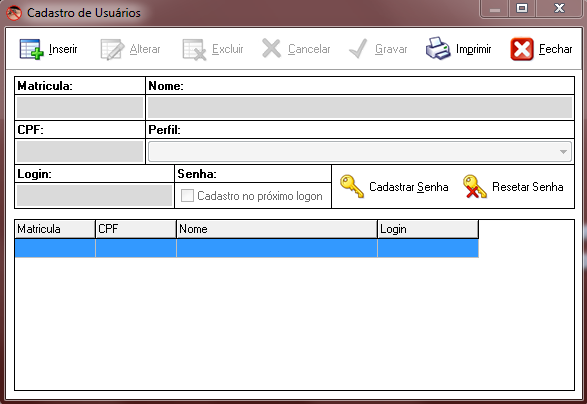 Cadastro de Usuários
Inserir Alterar Excluir Cancelar Gravar Imprimir Fechar
Matricula: Nome:
CPF: Perfil:
Login: Senha:
Cadastro no próximo logon Cadastrar Senha Resetar Senha
Matricula CPF Nome Login